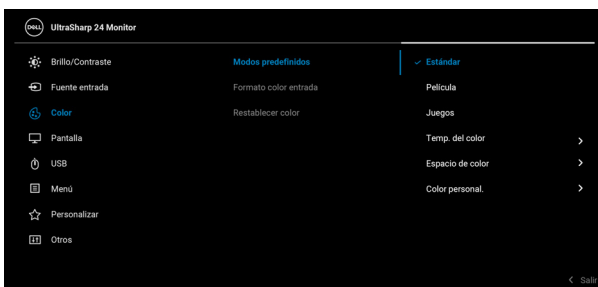 DELL UltraSharp 24 Monitor
Brillo/Contraste Modos predefinidos Estándar
Fuente entrada Formato color entrada Película
Color Restablecer color Juegos
Pantalla Temp. del color
USB Espacio de color
Menú Color personal.
Personalizar
Otros
Salir